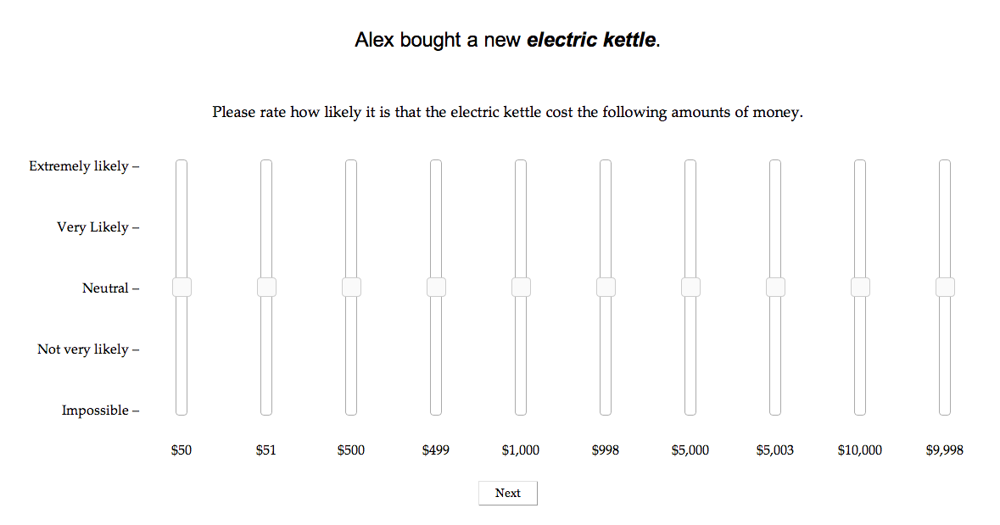 Alex bought a new electric kettle.
Please rate how likely it is that the electric kettle cost the following amounts of money.
Extremely likely –
Very Likely –
Neutral –
Not very likely –
Impossible –
$50 $51 $500 $499 $1,000 $998 $5,000 $5,003 $10,000 $9,998
Next